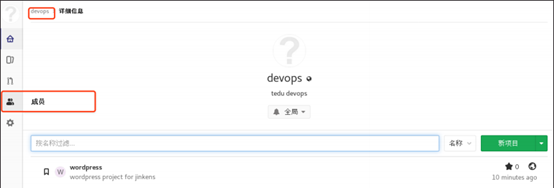 devops 详细信息
devops
tedu devops
全局
成员
按名称过滤...
名称
新项目
W
wordpress
wordpress project for jinkens
0
10 minutes ago